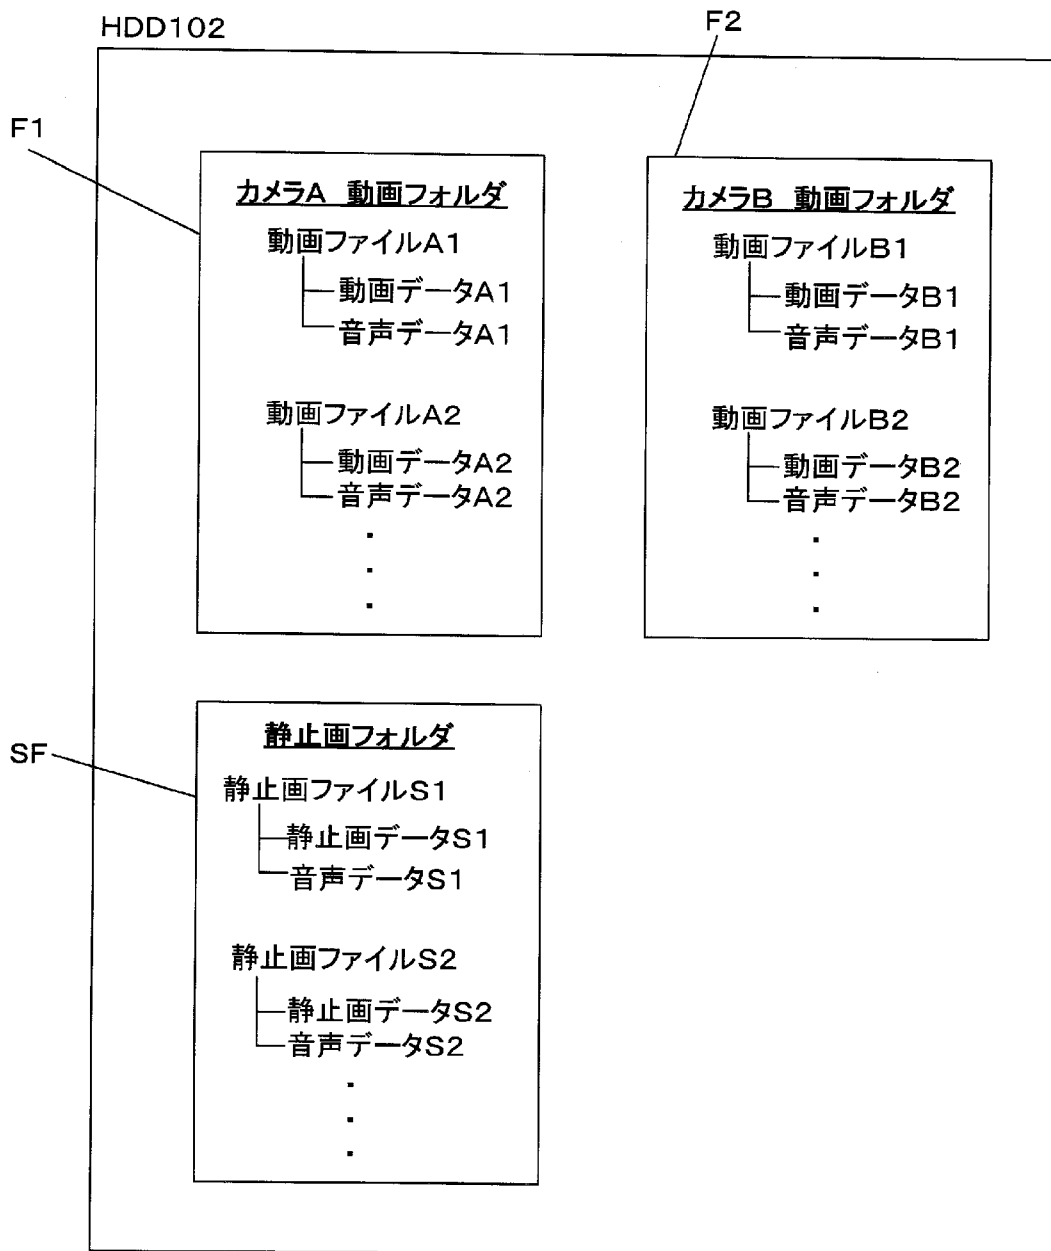 HDD102
F2
F1
カメラA 動画フォルダ
動画ファイルA1
動画データA1
音声データA1
動画ファイルA2
動画データA2
音声データA2
・
・
・
カメラB 動画フォルダ
動画ファイルB1
動画データB1
音声データB1
動画ファイルB2
動画データB2
音声データB2
・
・
・
SF
静止画フォルダ
静止画ファイルS1
静止画データS1
音声データS1
静止画ファイルS2
静止画データS2
音声データS2
・
・
・